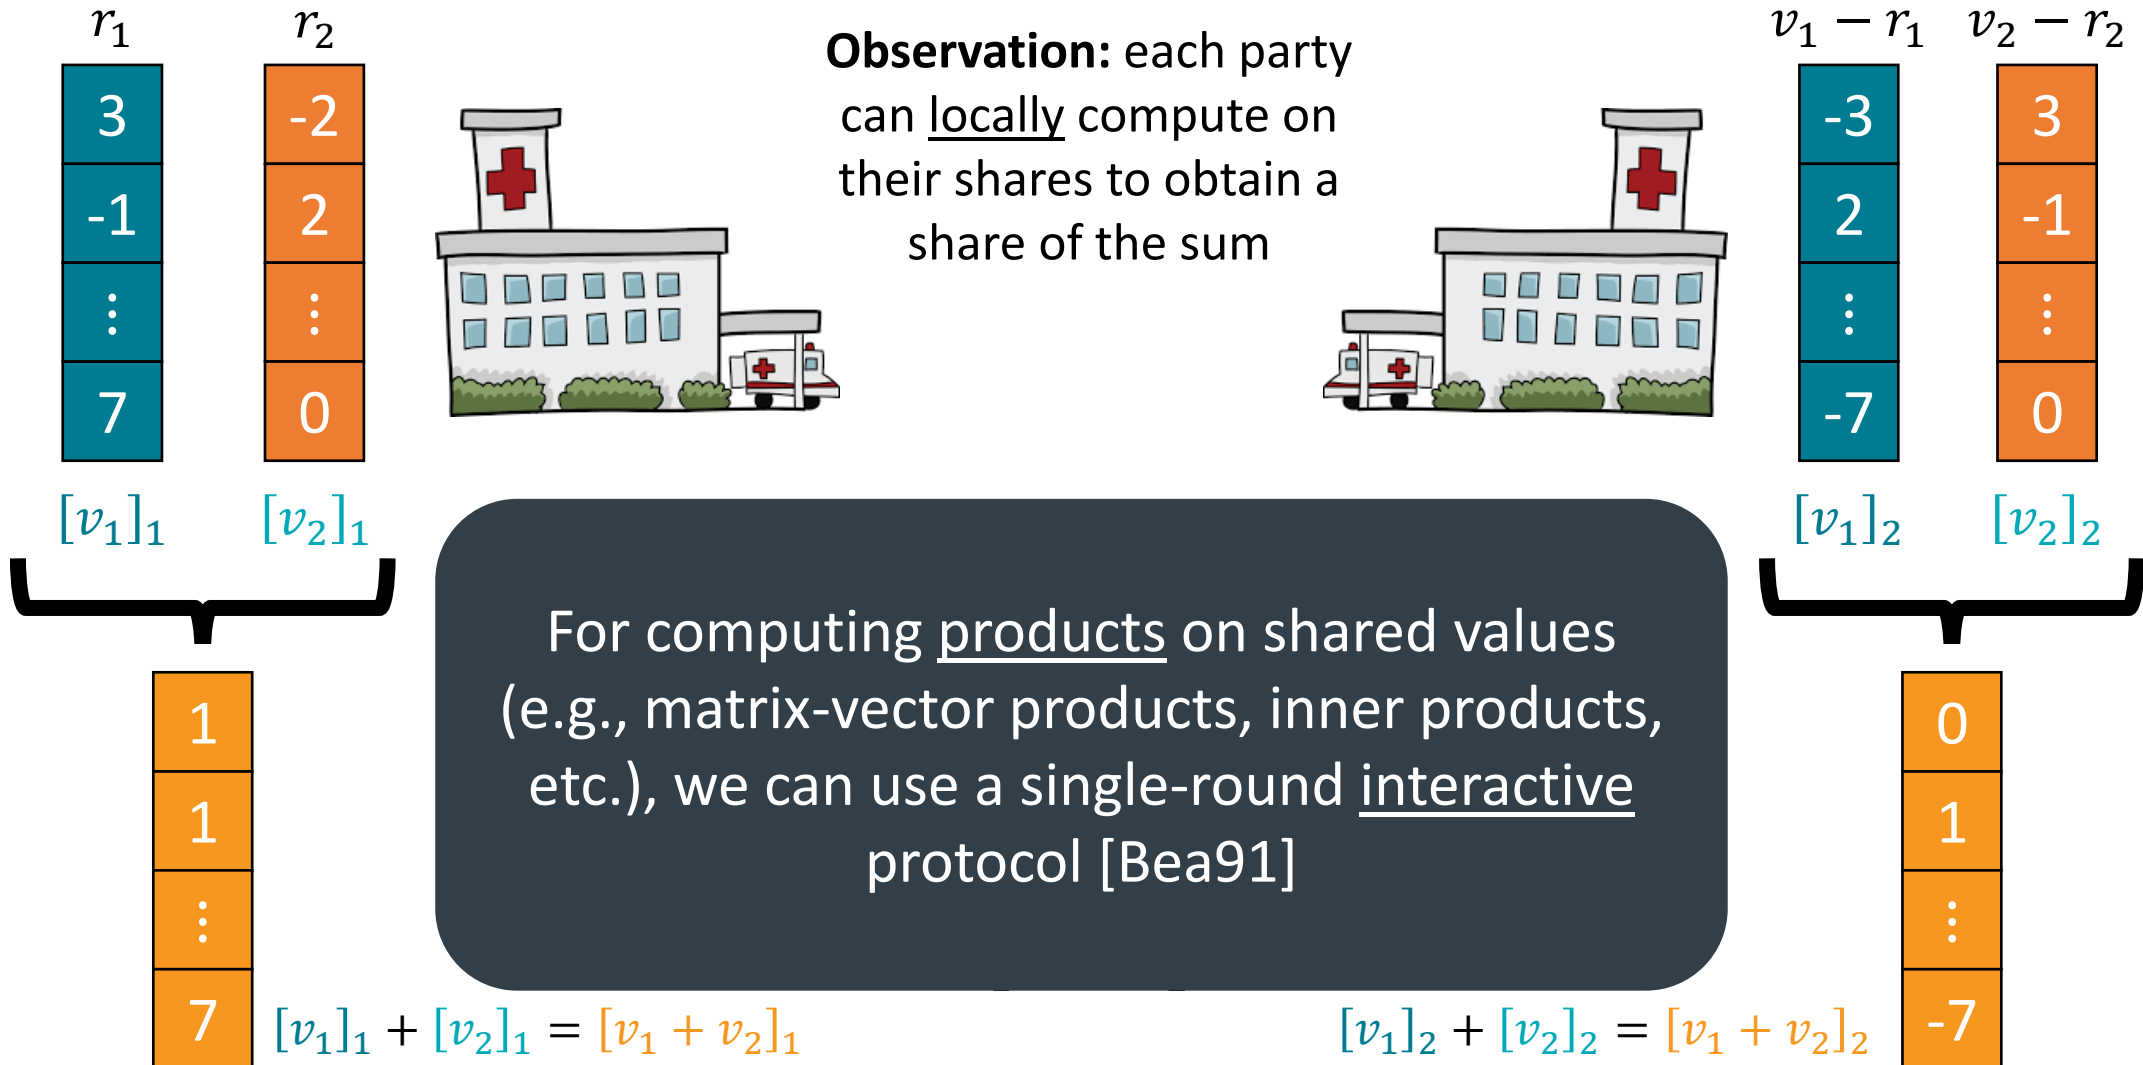 r₁ r₂
3 -2
-1 2
⋮ ⋮
7 0
[v₁]₁ [v₂]₁
Observation: each party
can locally compute on
their shares to obtain a
share of the sum
v₁ − r₁ v₂ − r₂
-3 3
2 -1
⋮ ⋮
-7 0
[v₁]₂ [v₂]₂
For computing products on shared values
(e.g., matrix-vector products, inner products,
etc.), we can use a single-round interactive
protocol [Bea91]
1
1
⋮
7
[v₁]₁ + [v₂]₁ = [v₁ + v₂]₁
0
1
⋮
-7
[v₁]₂ + [v₂]₂ = [v₁ + v₂]₂